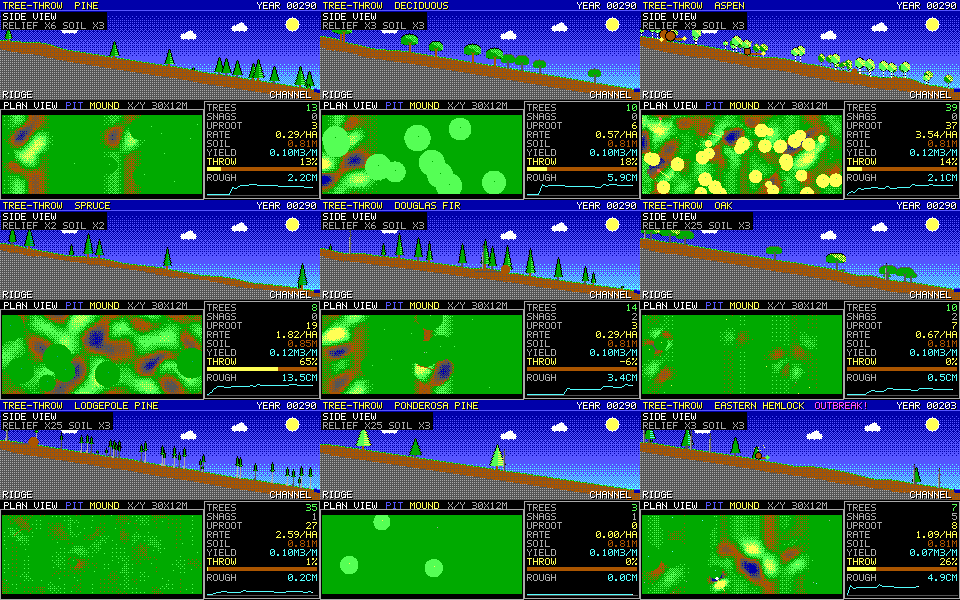 TREE-THROW PINE YEAR 00290
SIDE VIEW
RELIEF X6 SOIL X3
RIDGE CHANNEL
PLAN VIEW PIT MOUND X/Y 30X12M
TREES 13
SNAGS 0
UPROOT 3
RATE 0.29/HA
SOIL 0.81M
YIELD 0.10M3/M
THROW 13%
ROUGH 2.2CM
TREE-THROW DECIDUOUS YEAR 00290
SIDE VIEW
RELIEF X3 SOIL X3
RIDGE CHANNEL
PLAN VIEW PIT MOUND X/Y 30X12M
TREES 10
SNAGS 0
UPROOT 6
RATE 0.57/HA
SOIL 0.81M
YIELD 0.10M3/M
THROW 18%
ROUGH 5.9CM
TREE-THROW ASPEN YEAR 00290
SIDE VIEW
RELIEF X9 SOIL X3
RIDGE CHANNEL
PLAN VIEW PIT MOUND X/Y 30X12M
TREES 39
SNAGS 0
UPROOT 37
RATE 3.54/HA
SOIL 0.81M
YIELD 0.12M3/M
THROW 14%
ROUGH 2.1CM
TREE-THROW SPRUCE YEAR 00290
SIDE VIEW
RELIEF X2 SOIL X2
RIDGE CHANNEL
PLAN VIEW PIT MOUND X/Y 30X12M
TREES 8
SNAGS 0
UPROOT 19
RATE 1.82/HA
SOIL 0.85M
YIELD 0.12M3/M
THROW 65%
ROUGH 13.5CM
TREE-THROW DOUGLAS FIR YEAR 00290
SIDE VIEW
RELIEF X6 SOIL X3
RIDGE CHANNEL
PLAN VIEW PIT MOUND X/Y 30X12M
TREES 14
SNAGS 2
UPROOT 3
RATE 0.29/HA
SOIL 0.81M
YIELD 0.10M3/M
THROW -6%
ROUGH 3.4CM
TREE-THROW OAK YEAR 00290
SIDE VIEW
RELIEF X25 SOIL X3
RIDGE CHANNEL
PLAN VIEW PIT MOUND X/Y 30X12M
TREES 10
SNAGS 2
UPROOT 7
RATE 0.67/HA
SOIL 0.81M
YIELD 0.10M3/M
THROW 0%
ROUGH 0.5CM
TREE-THROW LODGEPOLE PINE YEAR 00290
SIDE VIEW
RELIEF X25 SOIL X3
RIDGE CHANNEL
PLAN VIEW PIT MOUND X/Y 30X12M
TREES 35
SNAGS 1
UPROOT 27
RATE 2.59/HA
SOIL 0.81M
YIELD 0.10M3/M
THROW 1%
ROUGH 0.2CM
TREE-THROW PONDEROSA PINE YEAR 00290
SIDE VIEW
RELIEF X25 SOIL X3
RIDGE CHANNEL
PLAN VIEW PIT MOUND X/Y 30X12M
TREES 3
SNAGS 1
UPROOT 0
RATE 0.00/HA
SOIL 0.81M
YIELD 0.10M3/M
THROW 0%
ROUGH 0.0CM
TREE-THROW EASTERN HEMLOCK OUTBREAK! YEAR 00203
SIDE VIEW
RELIEF X3 SOIL X3
RIDGE CHANNEL
PLAN VIEW PIT MOUND X/Y 30X12M
TREES 7
SNAGS 5
UPROOT 8
RATE 1.09/HA
SOIL 0.81M
YIELD 0.07M3/M
THROW 26%
ROUGH 4.9CM